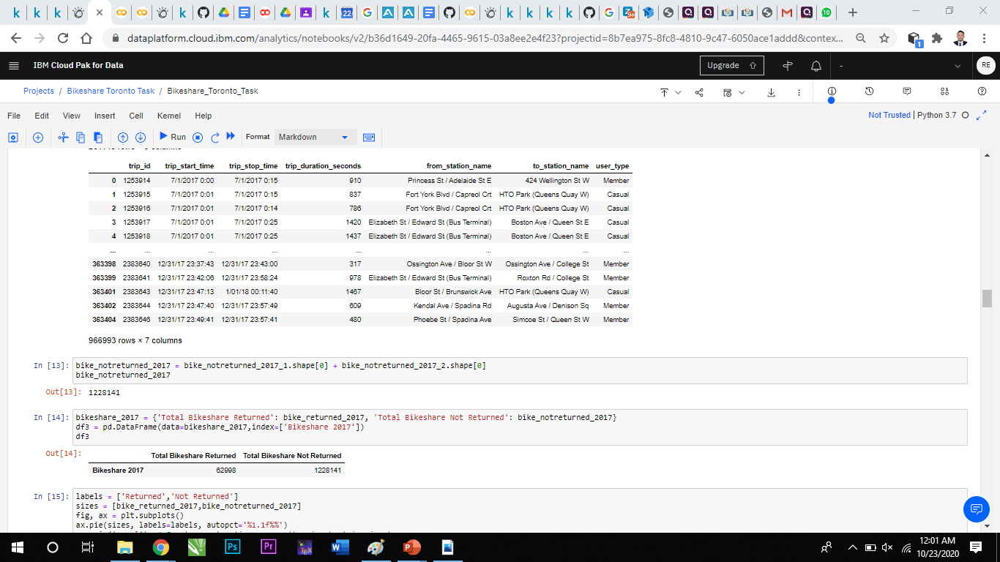 dataplatform.cloud.ibm.com/analytics/notebooks/v2/b36d1649-20fa-4465-9615-03a8ee2e4f23?projectid=8b7ea975-8fc8-4810-9c47-6050ace1addd&contex...
IBM Cloud Pak for Data
Upgrade
-
RE
Projects / Bikeshare Toronto Task / Bikeshare_Toronto_Task
File Edit View Insert Cell Kernel Help
Not Trusted | Python 3.7
Run
Format
Markdown
trip_id trip_start_time trip_stop_time trip_duration_seconds from_station_name to_station_name user_type
0 1253914 7/1/2017 0:00 7/1/2017 0:15 910 Princess St / Adelaide St E 424 Wellington St W Member
1 1253915 7/1/2017 0:01 7/1/2017 0:15 837 Fort York Blvd / Capreol Crt HTO Park (Queens Quay W) Casual
2 1253916 7/1/2017 0:01 7/1/2017 0:14 786 Fort York Blvd / Capreol Crt HTO Park (Queens Quay W) Casual
3 1253917 7/1/2017 0:01 7/1/2017 0:25 1420 Elizabeth St / Edward St (Bus Terminal) Boston Ave / Queen St E Casual
4 1253918 7/1/2017 0:01 7/1/2017 0:25 1437 Elizabeth St / Edward St (Bus Terminal) Boston Ave / Queen St E Casual
... ... ... ... ... ... ... ...
363398 2383640 12/31/17 23:37:43 12/31/17 23:43:00 317 Ossington Ave / Bloor St W Ossington Ave / College St Member
363399 2383641 12/31/17 23:42:06 12/31/17 23:58:24 978 Elizabeth St / Edward St (Bus Terminal) Roxton Rd / College St Member
363401 2383643 12/31/17 23:47:13 1/01/18 00:11:40 1467 Bloor St / Brunswick Ave HTO Park (Queens Quay W) Casual
363402 2383644 12/31/17 23:47:40 12/31/17 23:57:49 609 Kendal Ave / Spadina Rd Augusta Ave / Denison Sq Member
363404 2383646 12/31/17 23:49:41 12/31/17 23:57:41 480 Phoebe St / Spadina Ave Simcoe St / Queen St W Member
966993 rows × 7 columns
In [13]: bike_notreturned_2017 = bike_notreturned_2017_1.shape[0] + bike_notreturned_2017_2.shape[0]
bike_notreturned_2017
Out[13]: 1228141
In [14]: bikeshare_2017 = {'Total Bikeshare Returned': bike_returned_2017, 'Total Bikeshare Not Returned': bike_notreturned_2017}
df3 = pd.DataFrame(data=bikeshare_2017,index=['Bikeshare 2017'])
df3
Out[14]:
Total Bikeshare Returned Total Bikeshare Not Returned
Bikeshare 2017 62998 1228141
In [15]: labels = ['Returned','Not Returned']
sizes = [bike_returned_2017,bike_notreturned_2017]
fig, ax = plt.subplots()
ax.pie(sizes, labels=labels, autopct='%1.1f%%')
12:01 AM
10/23/2020